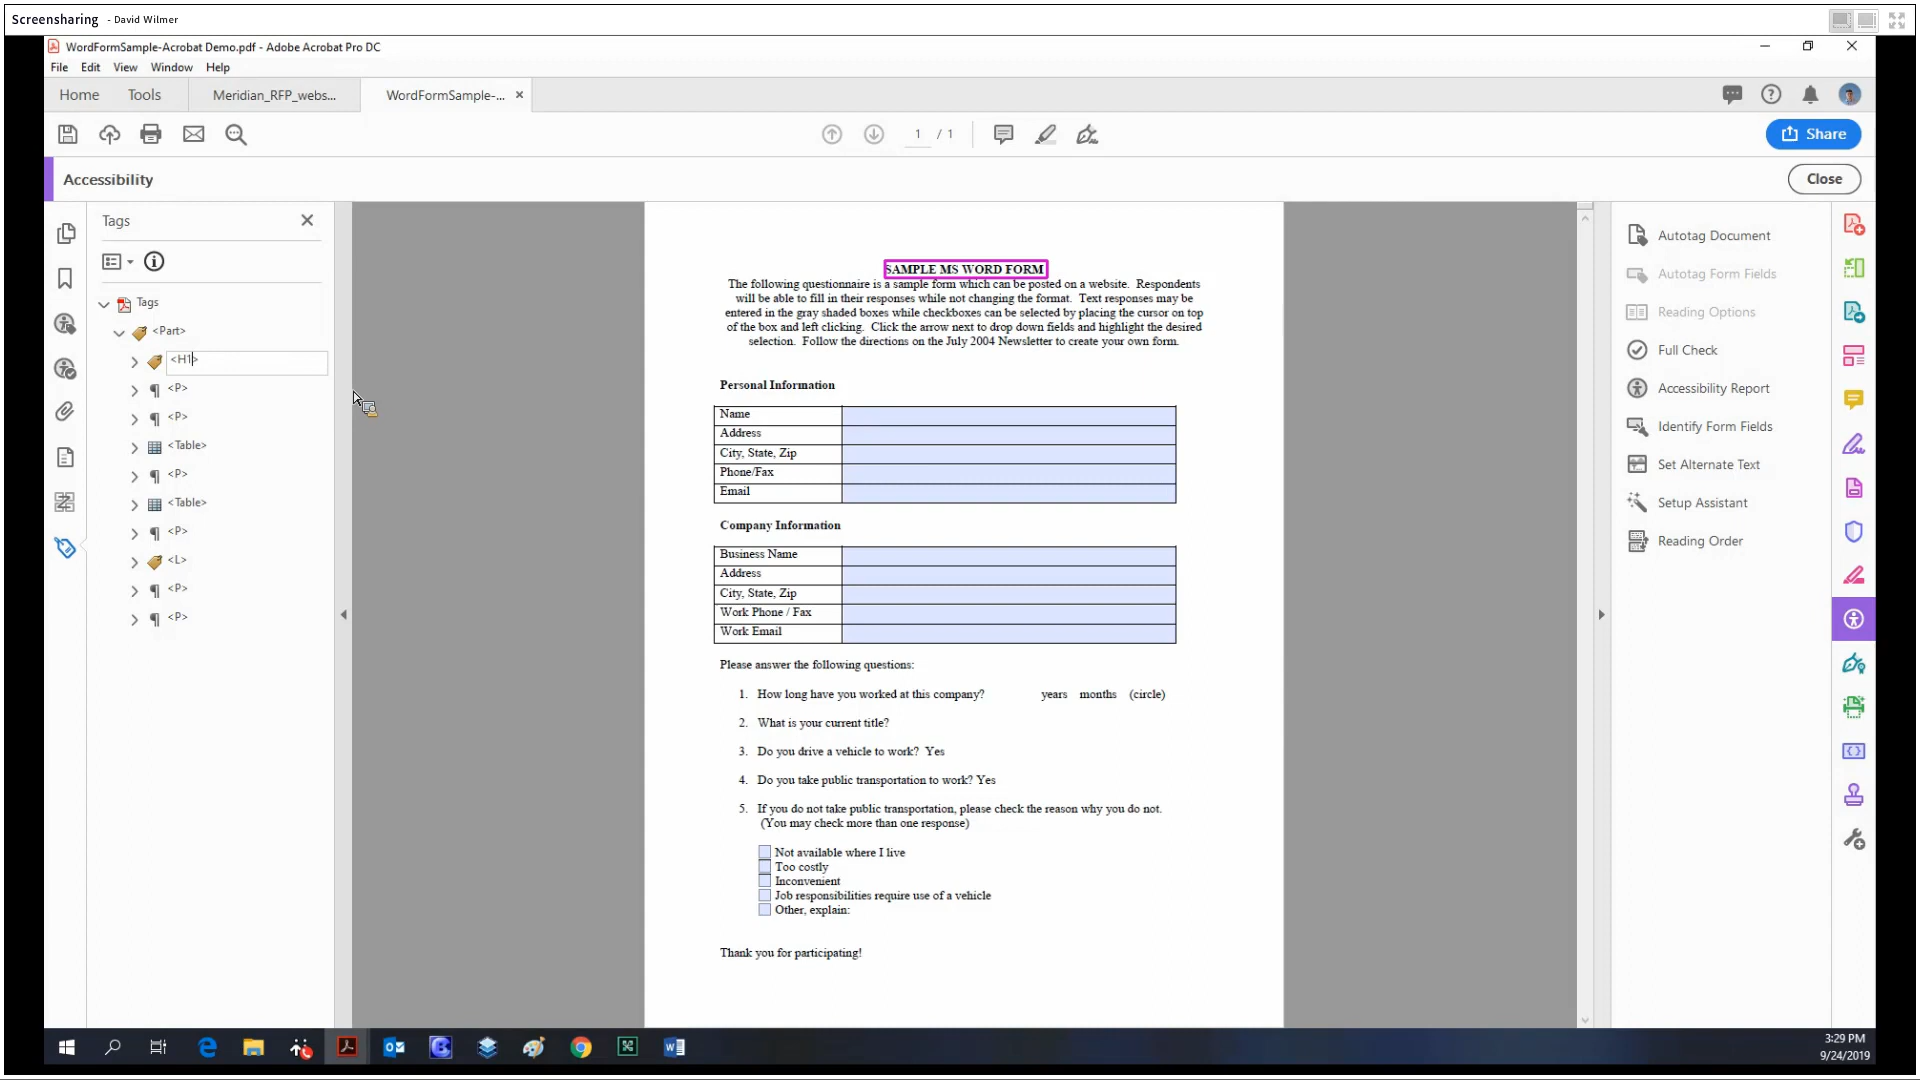 Screensharing - David Wilmer
WordFormSample-Acrobat Demo.pdf - Adobe Acrobat Pro DC
File Edit View Window Help
Home Tools Meridian_RFP_webs... WordFormSample-...
1 / 1
Share
Accessibility
Close
Tags
Tags
<Part>
<H1>
<P>
<P>
<Table>
<P>
<Table>
<P>
<L>
<P>
<P>
SAMPLE MS WORD FORM
The following questionnaire is a sample form which can be posted on a website. Respondents
will be able to fill in their responses while not changing the format. Text responses may be
entered in the gray shaded boxes while checkboxes can be selected by placing the cursor on top
of the box and left clicking. Click the arrow next to drop down fields and highlight the desired
selection. Follow the directions on the July 2004 Newsletter to create your own form.
Personal Information
Name
Address
City, State, Zip
Phone/Fax
Email
Company Information
Business Name
Address
City, State, Zip
Work Phone / Fax
Work Email
Please answer the following questions:
1. How long have you worked at this company? years months (circle)
2. What is your current title?
3. Do you drive a vehicle to work? Yes
4. Do you take public transportation to work? Yes
5. If you do not take public transportation, please check the reason why you do not.
(You may check more than one response)
Not available where I live
Too costly
Inconvenient
Job responsibilities require use of a vehicle
Other, explain:
Thank you for participating!
Autotag Document
Autotag Form Fields
Reading Options
Full Check
Accessibility Report
Identify Form Fields
Set Alternate Text
Setup Assistant
Reading Order
3:29 PM
9/24/2019